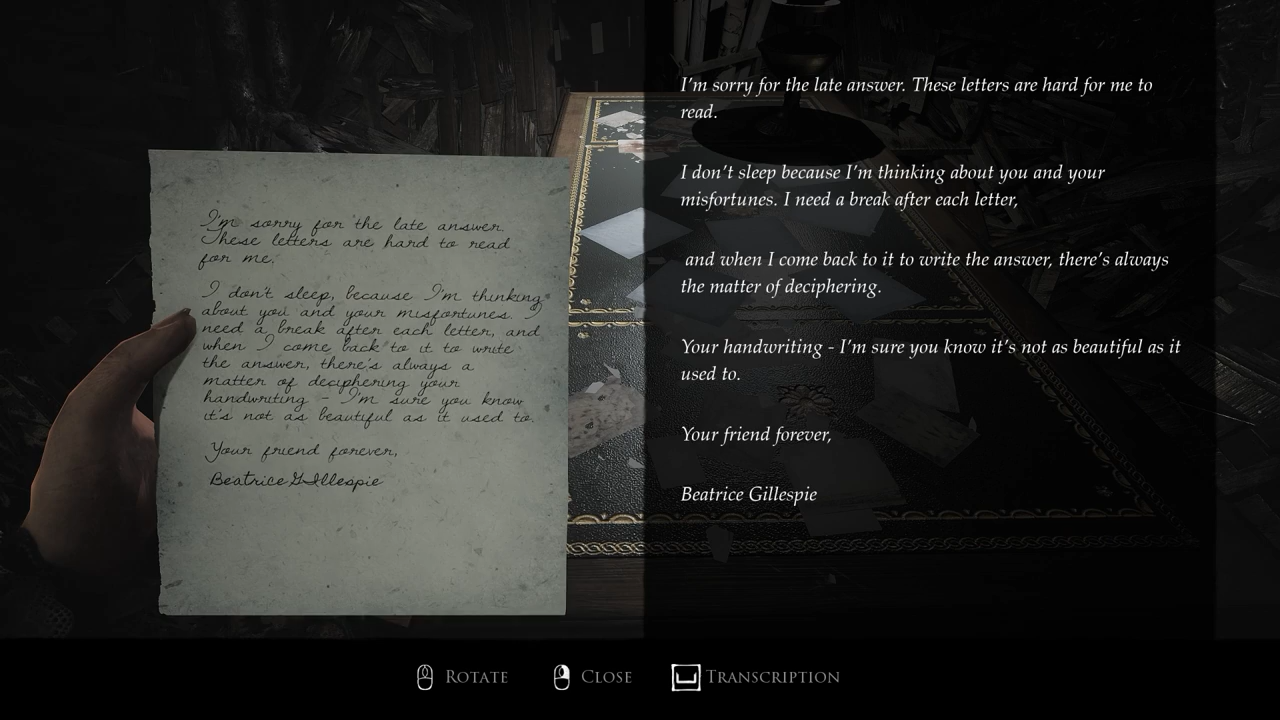 I'm sorry for the late answer.
These letters are hard to read
for me.
I don't sleep, because I'm thinking
about you and your misfortunes. I
need a break after each letter, and
when I come back to it to write
the answer, there's always a
matter of deciphering your
handwriting - I'm sure you know
it's not as beautiful as it used to.
Your friend forever,
Beatrice Gillespie
I'm sorry for the late answer. These letters are hard for me to
read.
I don't sleep because I'm thinking about you and your
misfortunes. I need a break after each letter,
and when I come back to it to write the answer, there's always
the matter of deciphering.
Your handwriting - I'm sure you know it's not as beautiful as it
used to.
Your friend forever,
Beatrice Gillespie
Rotate Close Transcription